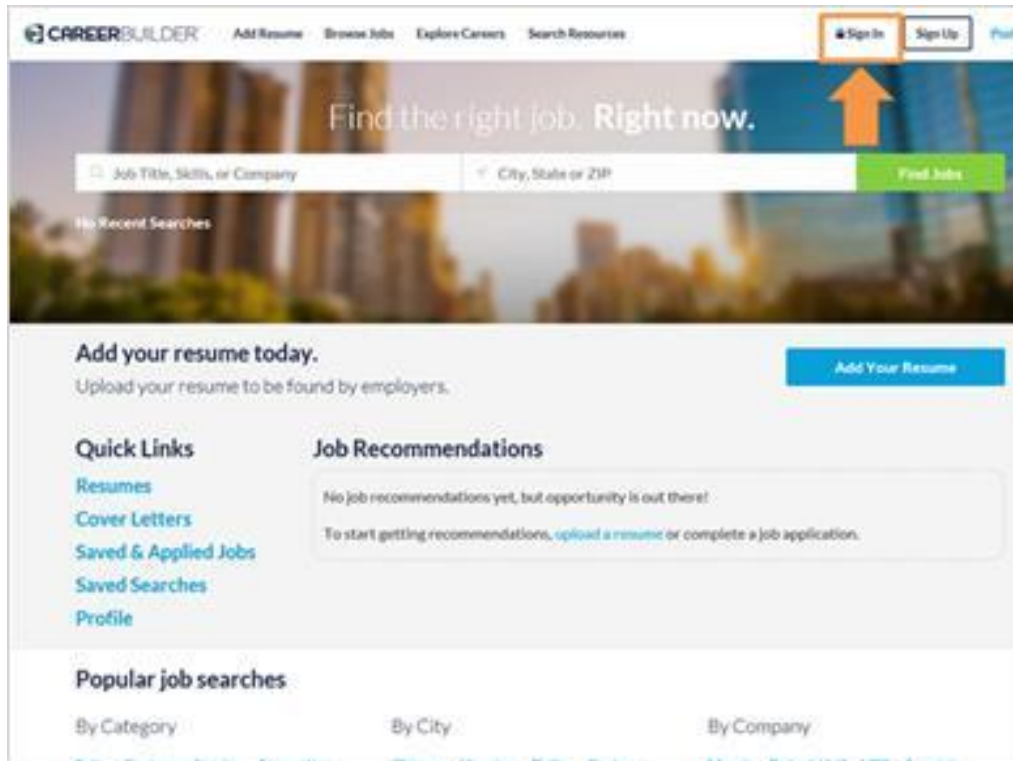 CAREERBUILDER Add Resume Browse Jobs Explore Careers Search Resources Sign In Sign Up
Find the right job. Right now.
Job Title, Skills, or Company City, State or ZIP Find Jobs
No Recent Searches
Add your resume today.
Upload your resume to be found by employers.
Add Your Resume
Quick Links
Resumes
Cover Letters
Saved & Applied Jobs
Saved Searches
Profile
Job Recommendations
No job recommendations yet, but opportunity is out there!
To start getting recommendations, upload a resume or complete a job application.
Popular job searches
By Category By City By Company